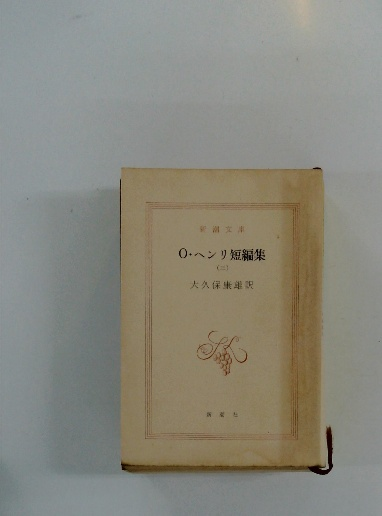 新潮文庫
O・ヘンリ短編集
大久保康雄訳
新潮社